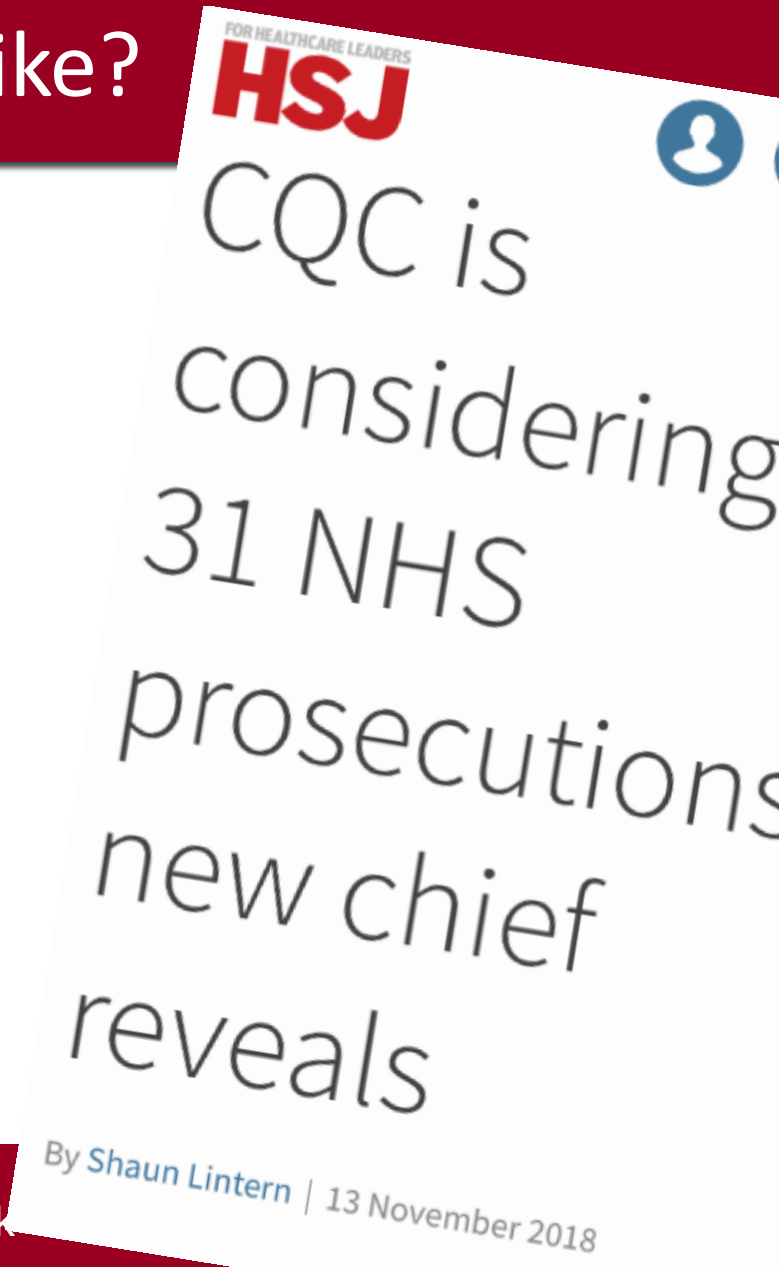 ike?
FOR HEALTHCARE LEADERS
HSJ
CQC is
considering
31 NHS
prosecutions
new chief
reveals
By Shaun Lintern | 13 November 2018
k